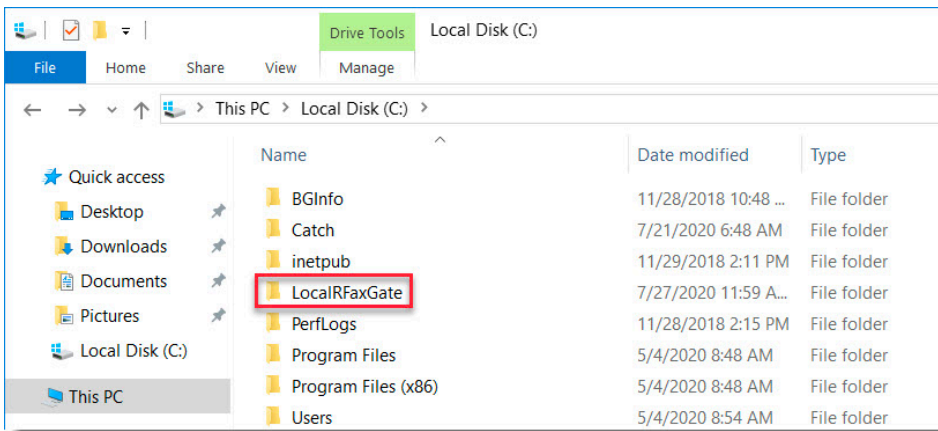 Drive Tools Local Disk (C:)
File Home Share View Manage
This PC > Local Disk (C:) >
Name Date modified Type
Quick access
Desktop
Downloads
Documents
Pictures
Local Disk (C:)
This PC
BGInfo 11/28/2018 10:48 ... File folder
Catch 7/21/2020 6:48 AM File folder
inetpub 11/29/2018 2:11 PM File folder
LocalRFaxGate 7/27/2020 11:59 A... File folder
PerfLogs 11/28/2018 2:15 PM File folder
Program Files 5/4/2020 8:48 AM File folder
Program Files (x86) 5/4/2020 8:48 AM File folder
Users 5/4/2020 8:54 AM File folder